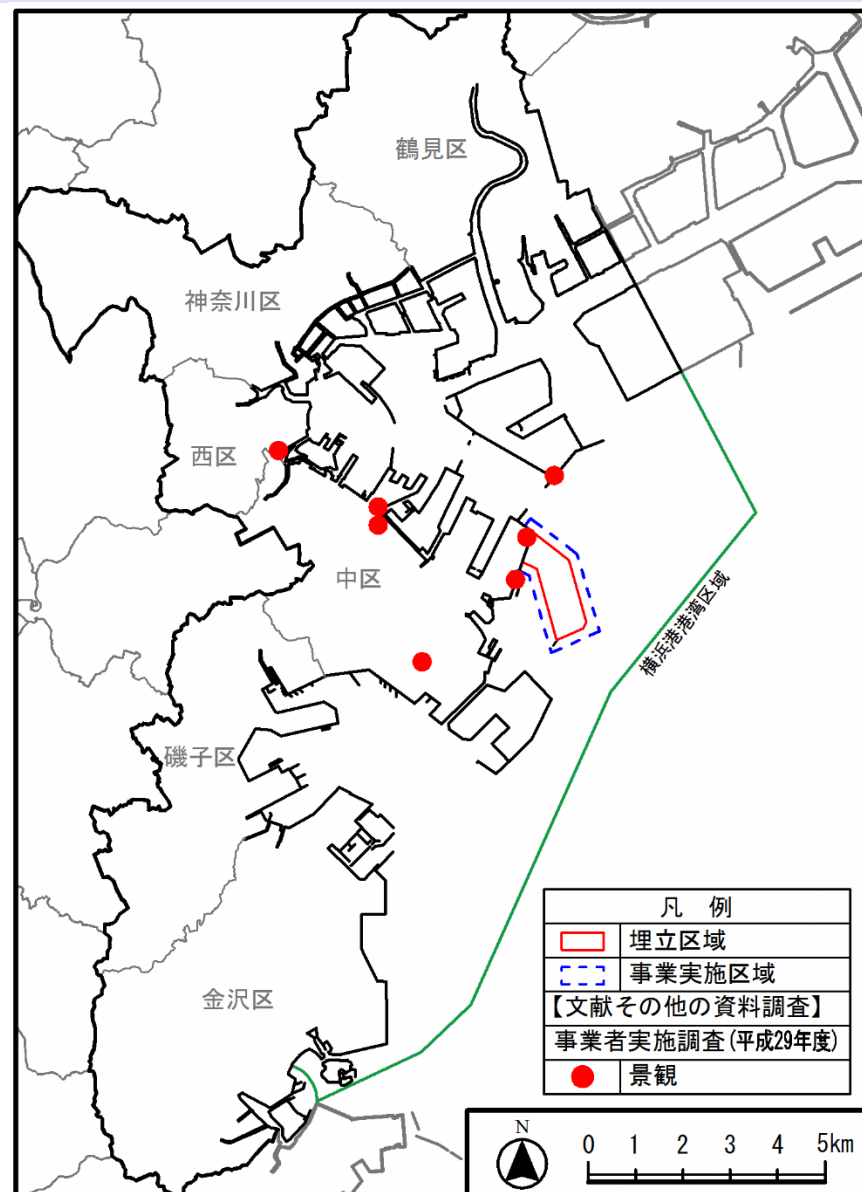 鶴見区
神奈川区
西区
中区
横浜港港湾区域
磯子区
金沢区
凡 例
埋立区域
事業実施区域
【文献その他の資料調査】
事業者実施調査(平成29年度)
景観
N
0 1 2 3 4 5km